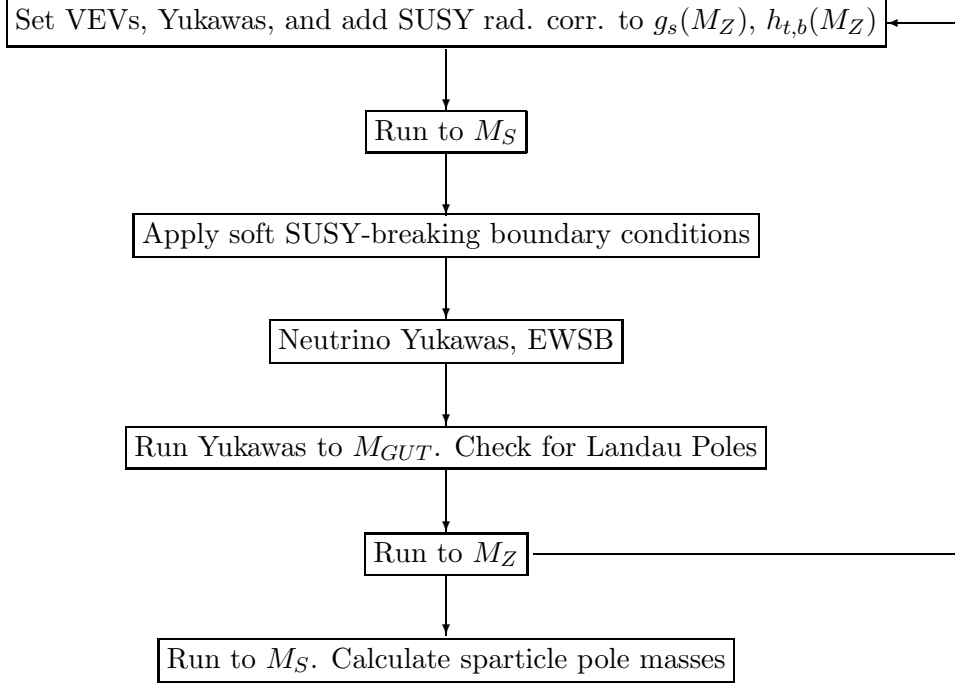 Set VEVs, Yukawas, and add SUSY rad. corr. to $g_s(M_Z)$, $h_{t,b}(M_Z)$
Run to $M_S$
Apply soft SUSY-breaking boundary conditions
Neutrino Yukawas, EWSB
Run Yukawas to $M_{GUT}$. Check for Landau Poles
Run to $M_Z$
Run to $M_S$. Calculate sparticle pole masses